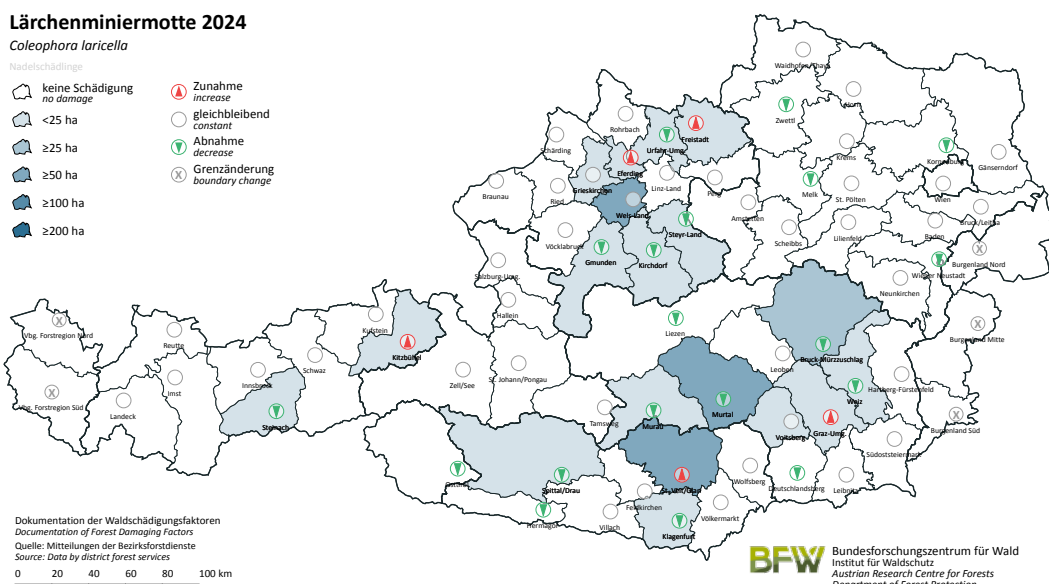 Lärchenminiermotte 2024
Coleophora laricella
Nadelschädlinge
keine Schädigung
no damage
<25 ha
≥25 ha
≥50 ha
≥100 ha
≥200 ha
Zunahme
increase
gleichbleibend
constant
Abnahme
decrease
Grenzänderung
boundary change
Waidhofen/Thaya
Horn
Zwettl
Rohrbach
Freistadt
Urfahr-Umg.
Schärding
Krems
Korneuburg
Gänserndorf
Eferding
Grieskirchen
Linz-Land
Perg
Melk
St. Pölten
Wien
Braunau
Ried
Wels-Land
Amstetten
Bruck/Leitha
Vöcklabruck
Steyr-Land
Scheibbs
Lilienfeld
Baden
Gmunden
Kirchdorf
Burgenland Nord
Salzburg-Umg.
Wiener Neustadt
Neunkirchen
Hallein
Vbg. Forstregion Nord
Reutte
Kufstein
Liezen
Burgenland Mitte
Kitzbühel
Bruck-Mürzzuschlag
Leoben
Innsbruck
Schwaz
Zell/See
St. Johann/Pongau
Imst
Hartberg-Fürstenfeld
Vbg. Forstregion Süd
Landeck
Weiz
Murtal
Steinach
Tamsweg
Murau
Voitsberg
Graz-Umg.
Burgenland Süd
Südoststeiermark
Osttirol
Spittal/Drau
St. Veit/Glan
Wolfsberg
Deutschlandsberg
Leibnitz
Feldkirchen
Hermagor
Villach
Völkermarkt
Klagenfurt
Dokumentation der Waldschädigungsfaktoren
Documentation of Forest Damaging Factors
Quelle: Mitteilungen der Bezirksforstdienste
Source: Data by district forest services
0 20 40 60 80 100 km
BFW
Bundesforschungszentrum für Wald
Institut für Waldschutz
Austrian Research Centre for Forests
Department of Forest Protection